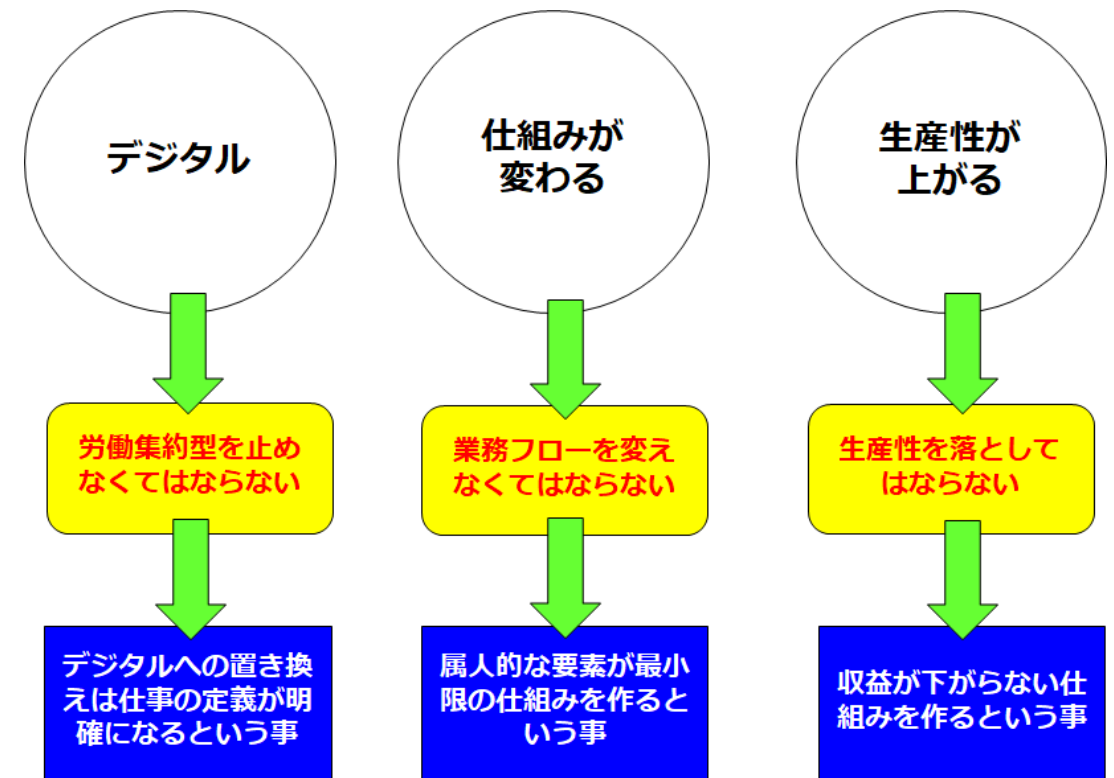 デジタル
仕組みが
変わる
生産性が
上がる
労働集約型を止め
なくてはならない
業務フローを変え
なくてはならない
生産性を落として
はならない
デジタルへの置き換
えは仕事の定義が明
確になるという事
属人的な要素が最小
限の仕組みを作ると
いう事
収益が下がらない仕
組みを作るという事